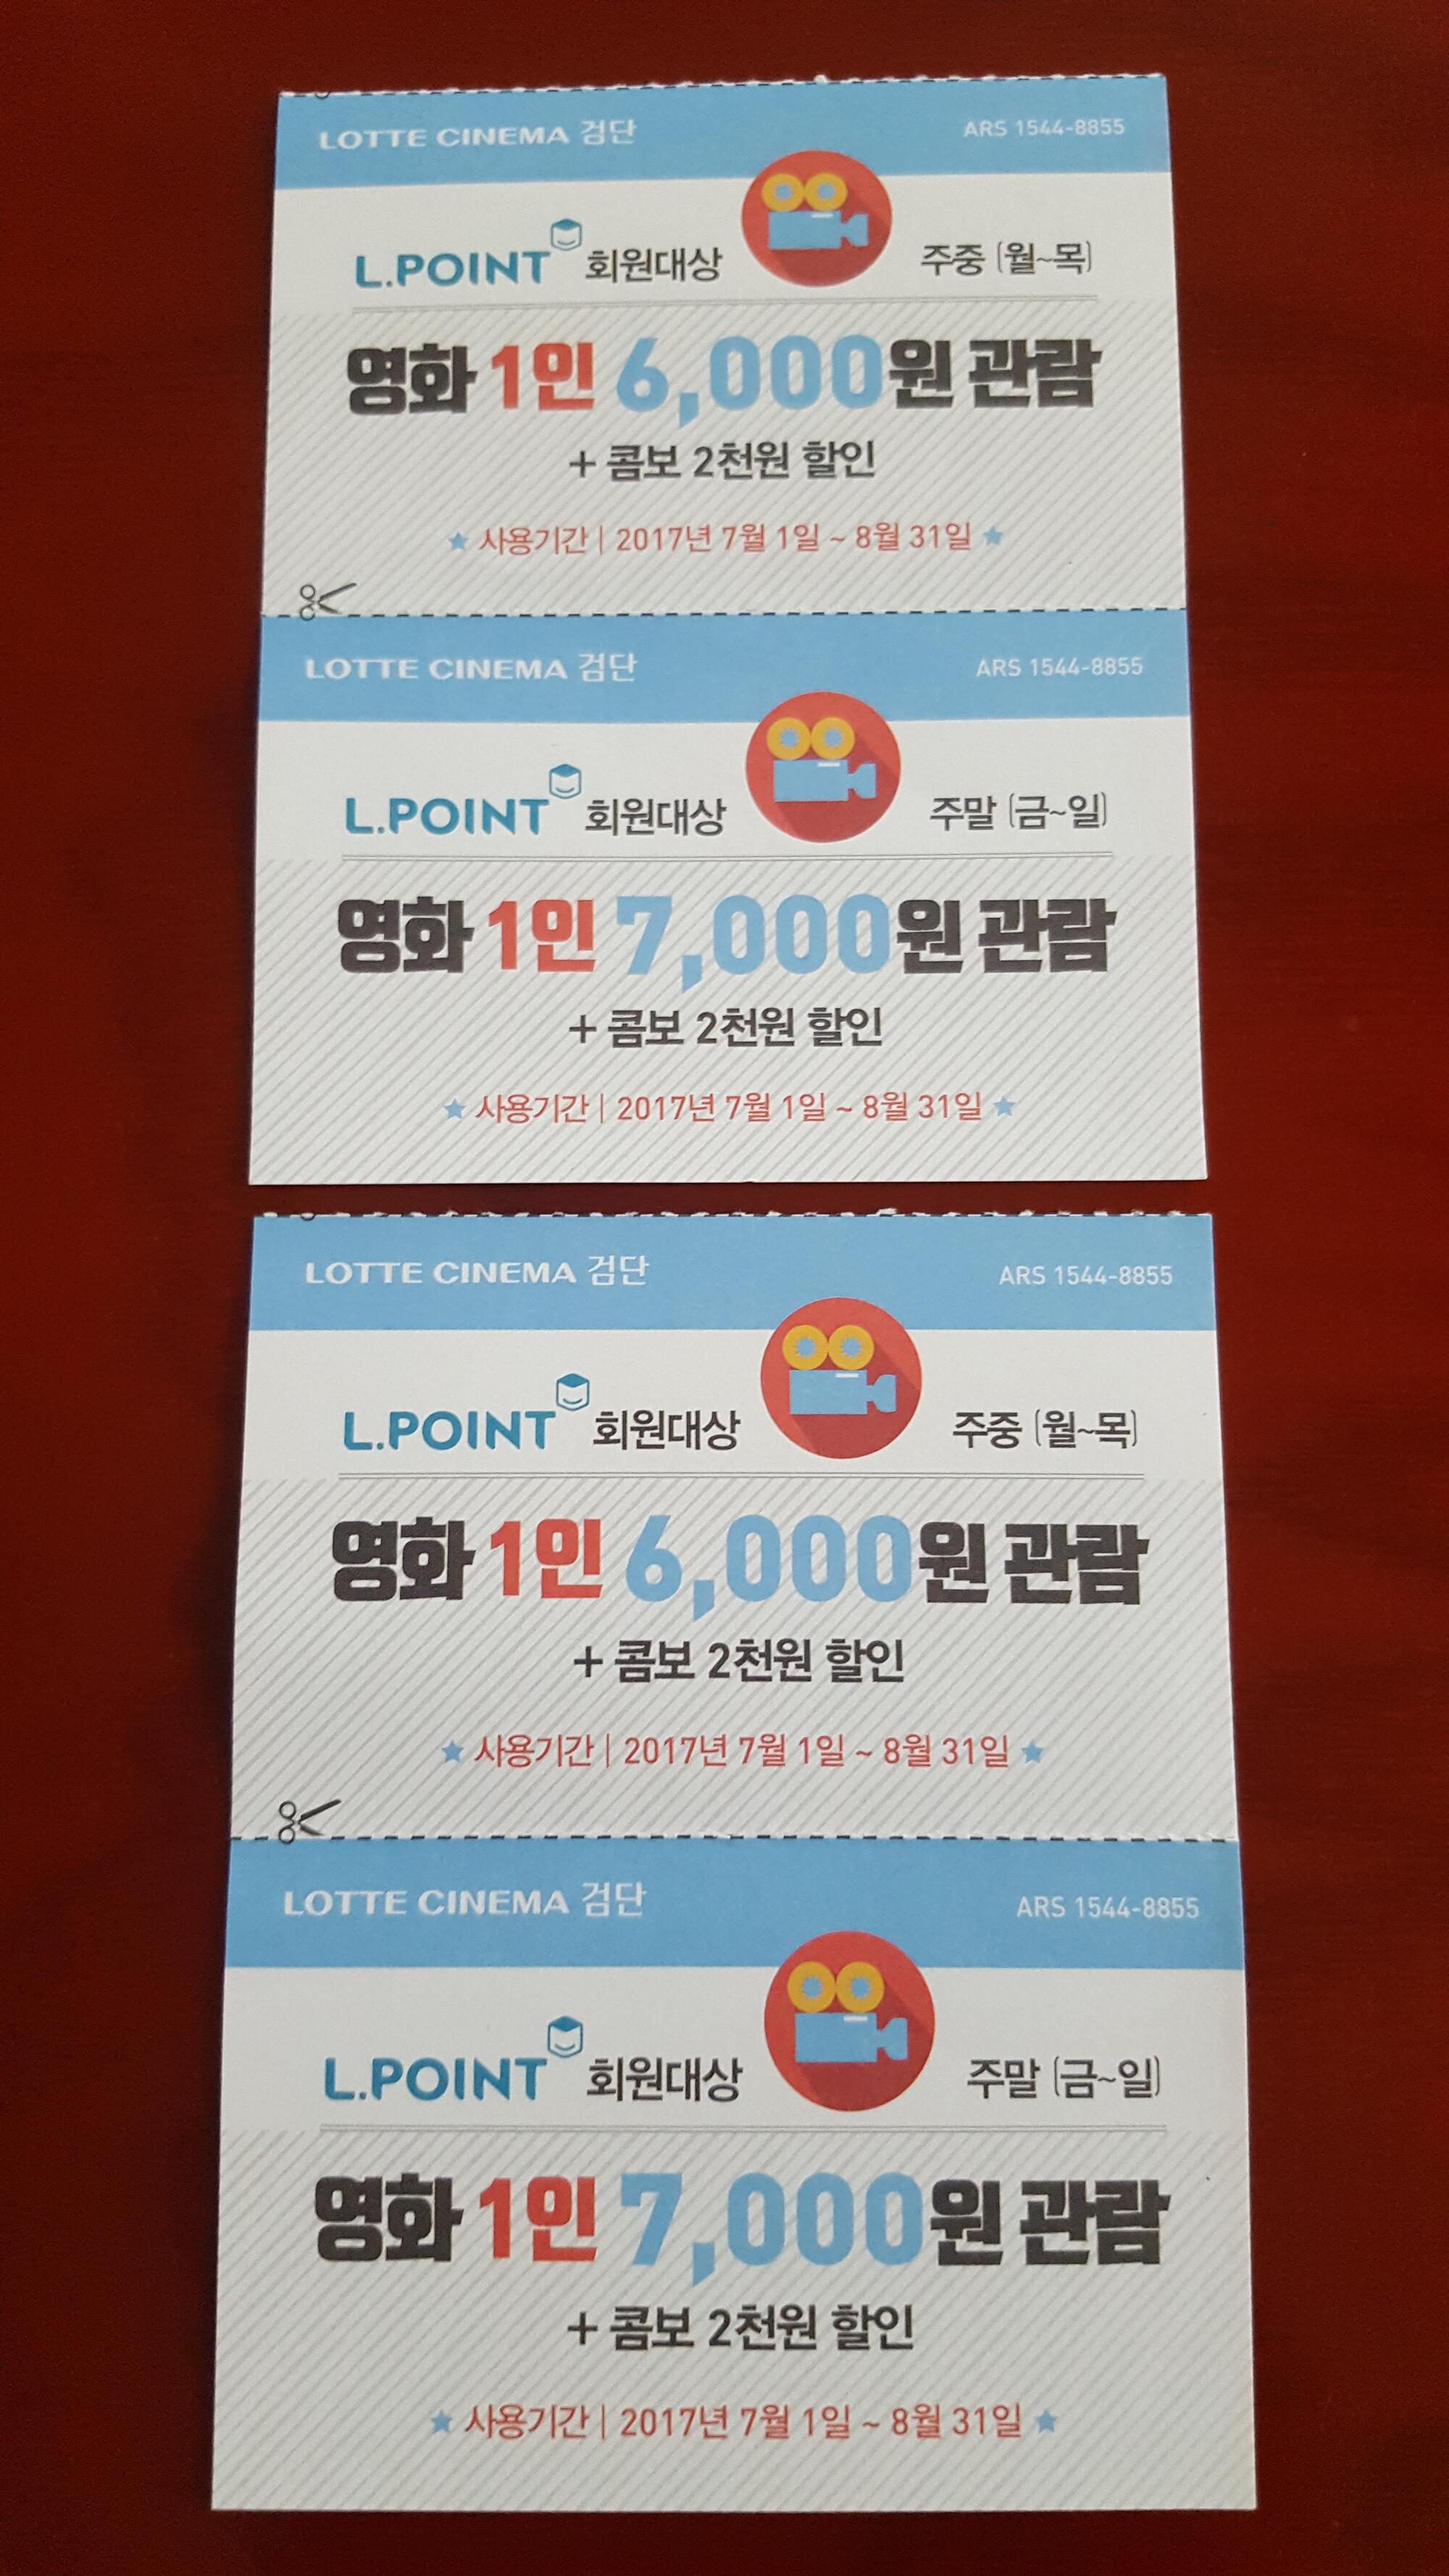 LOTTE CINEMA 검단 ARS 1544-8855
L.POINT 회원대상 주중 (월~목)
영화 1인 6,000원 관람
+ 콤보 2천원 할인
★ 사용기간 | 2017년 7월 1일 ~ 8월 31일 ★
LOTTE CINEMA 검단 ARS 1544-8855
L.POINT 회원대상 주말 (금~일)
영화 1인 7,000원 관람
+ 콤보 2천원 할인
★ 사용기간 | 2017년 7월 1일 ~ 8월 31일 ★
LOTTE CINEMA 검단 ARS 1544-8855
L.POINT 회원대상 주중 (월~목)
영화 1인 6,000원 관람
+ 콤보 2천원 할인
★ 사용기간 | 2017년 7월 1일 ~ 8월 31일 ★
LOTTE CINEMA 검단 ARS 1544-8855
L.POINT 회원대상 주말 (금~일)
영화 1인 7,000원 관람
+ 콤보 2천원 할인
★ 사용기간 | 2017년 7월 1일 ~ 8월 31일 ★